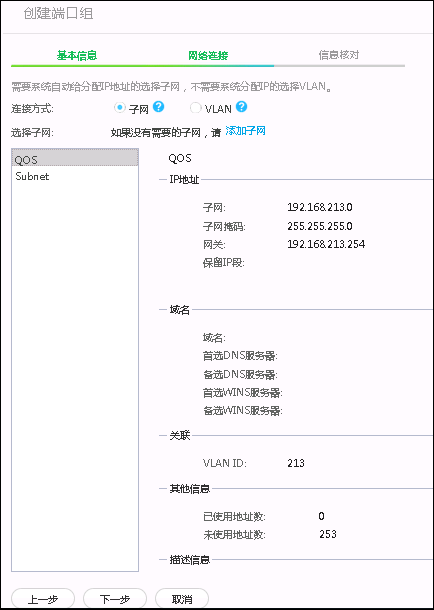 创建端口组
基本信息 网络连接 信息核对
需要系统自动给分配IP地址的选择子网，不需要系统分配IP的选择VLAN。
连接方式: 子网 ? VLAN ?
选择子网: 如果没有需要的子网，请 添加子网
QOS
Subnet
QOS
IP地址
子网: 192.168.213.0
子网掩码: 255.255.255.0
网关: 192.168.213.254
保留IP段:
域名
域名:
首选DNS服务器:
备选DNS服务器:
首选WINS服务器:
备选WINS服务器:
关联
VLAN ID: 213
其他信息
已使用地址数: 0
未使用地址数: 253
描述信息
上一步 下一步 取消